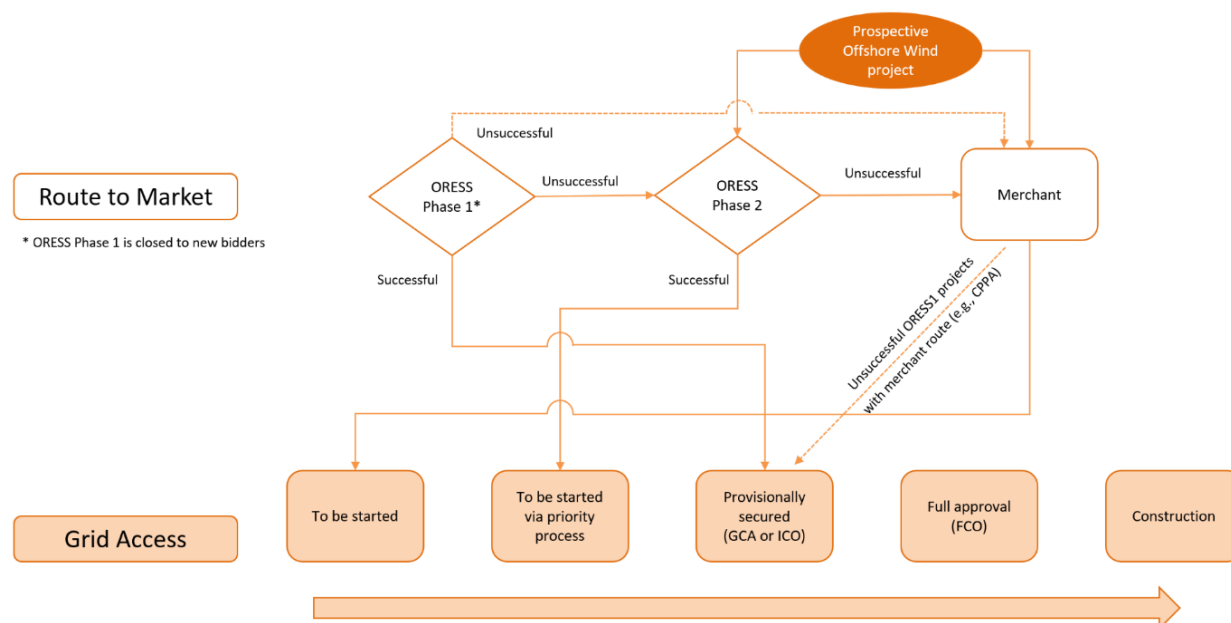 Prospective
Offshore Wind
project
Unsuccessful
Route to Market
* ORESS Phase 1 is closed to new bidders
ORESS
Phase 1*
Unsuccessful
ORESS
Phase 2
Unsuccessful
Merchant
Successful
Successful
Unsuccessful ORESS1 projects
with merchant route (e.g., CPPA)
Grid Access
To be started
To be started
via priority
process
Provisionally
secured
(GCA or ICO)
Full approval
(FCO)
Construction